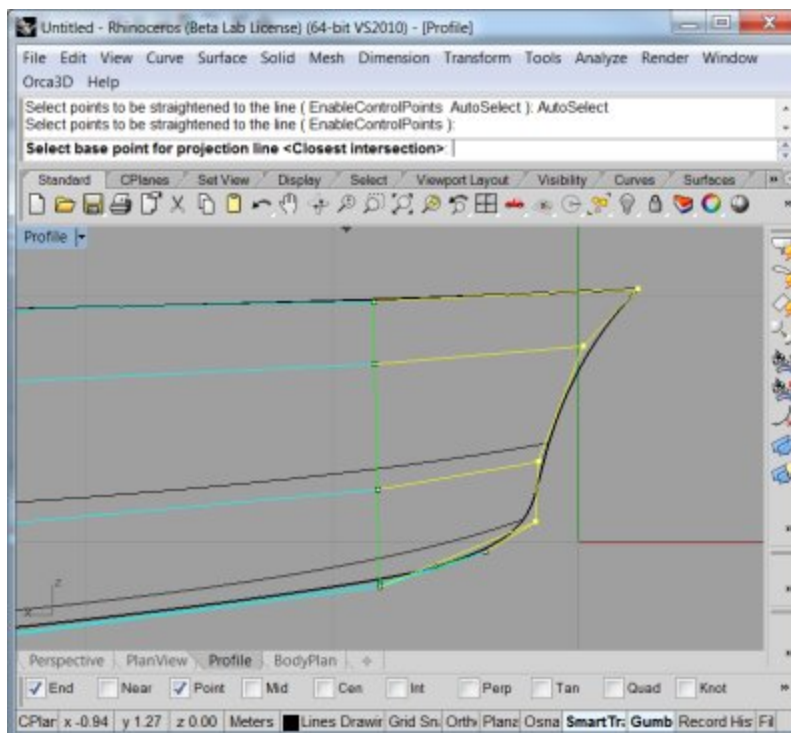 Untitled - Rhinoceros (Beta Lab License) (64-bit VS2010) - [Profile]
File Edit View Curve Surface Solid Mesh Dimension Transform Tools Analyze Render Window
Orca3D Help
Select points to be straightened to the line ( EnableControlPoints AutoSelect ): AutoSelect
Select points to be straightened to the line ( EnableControlPoints ):
Select base point for projection line <Closest intersection>:
Standard CPlanes Set View Display Select Viewport Layout Visibility Curves Surfaces
Profile
z
x
Perspective PlanView Profile BodyPlan
End Near Point Mid Cen Int Perp Tan Quad Knot
CPlar x -0.94 y 1.27 z 0.00 Meters Lines Drawir Grid Sn Orth Plana Osna SmartTr Gumb Record His Fil